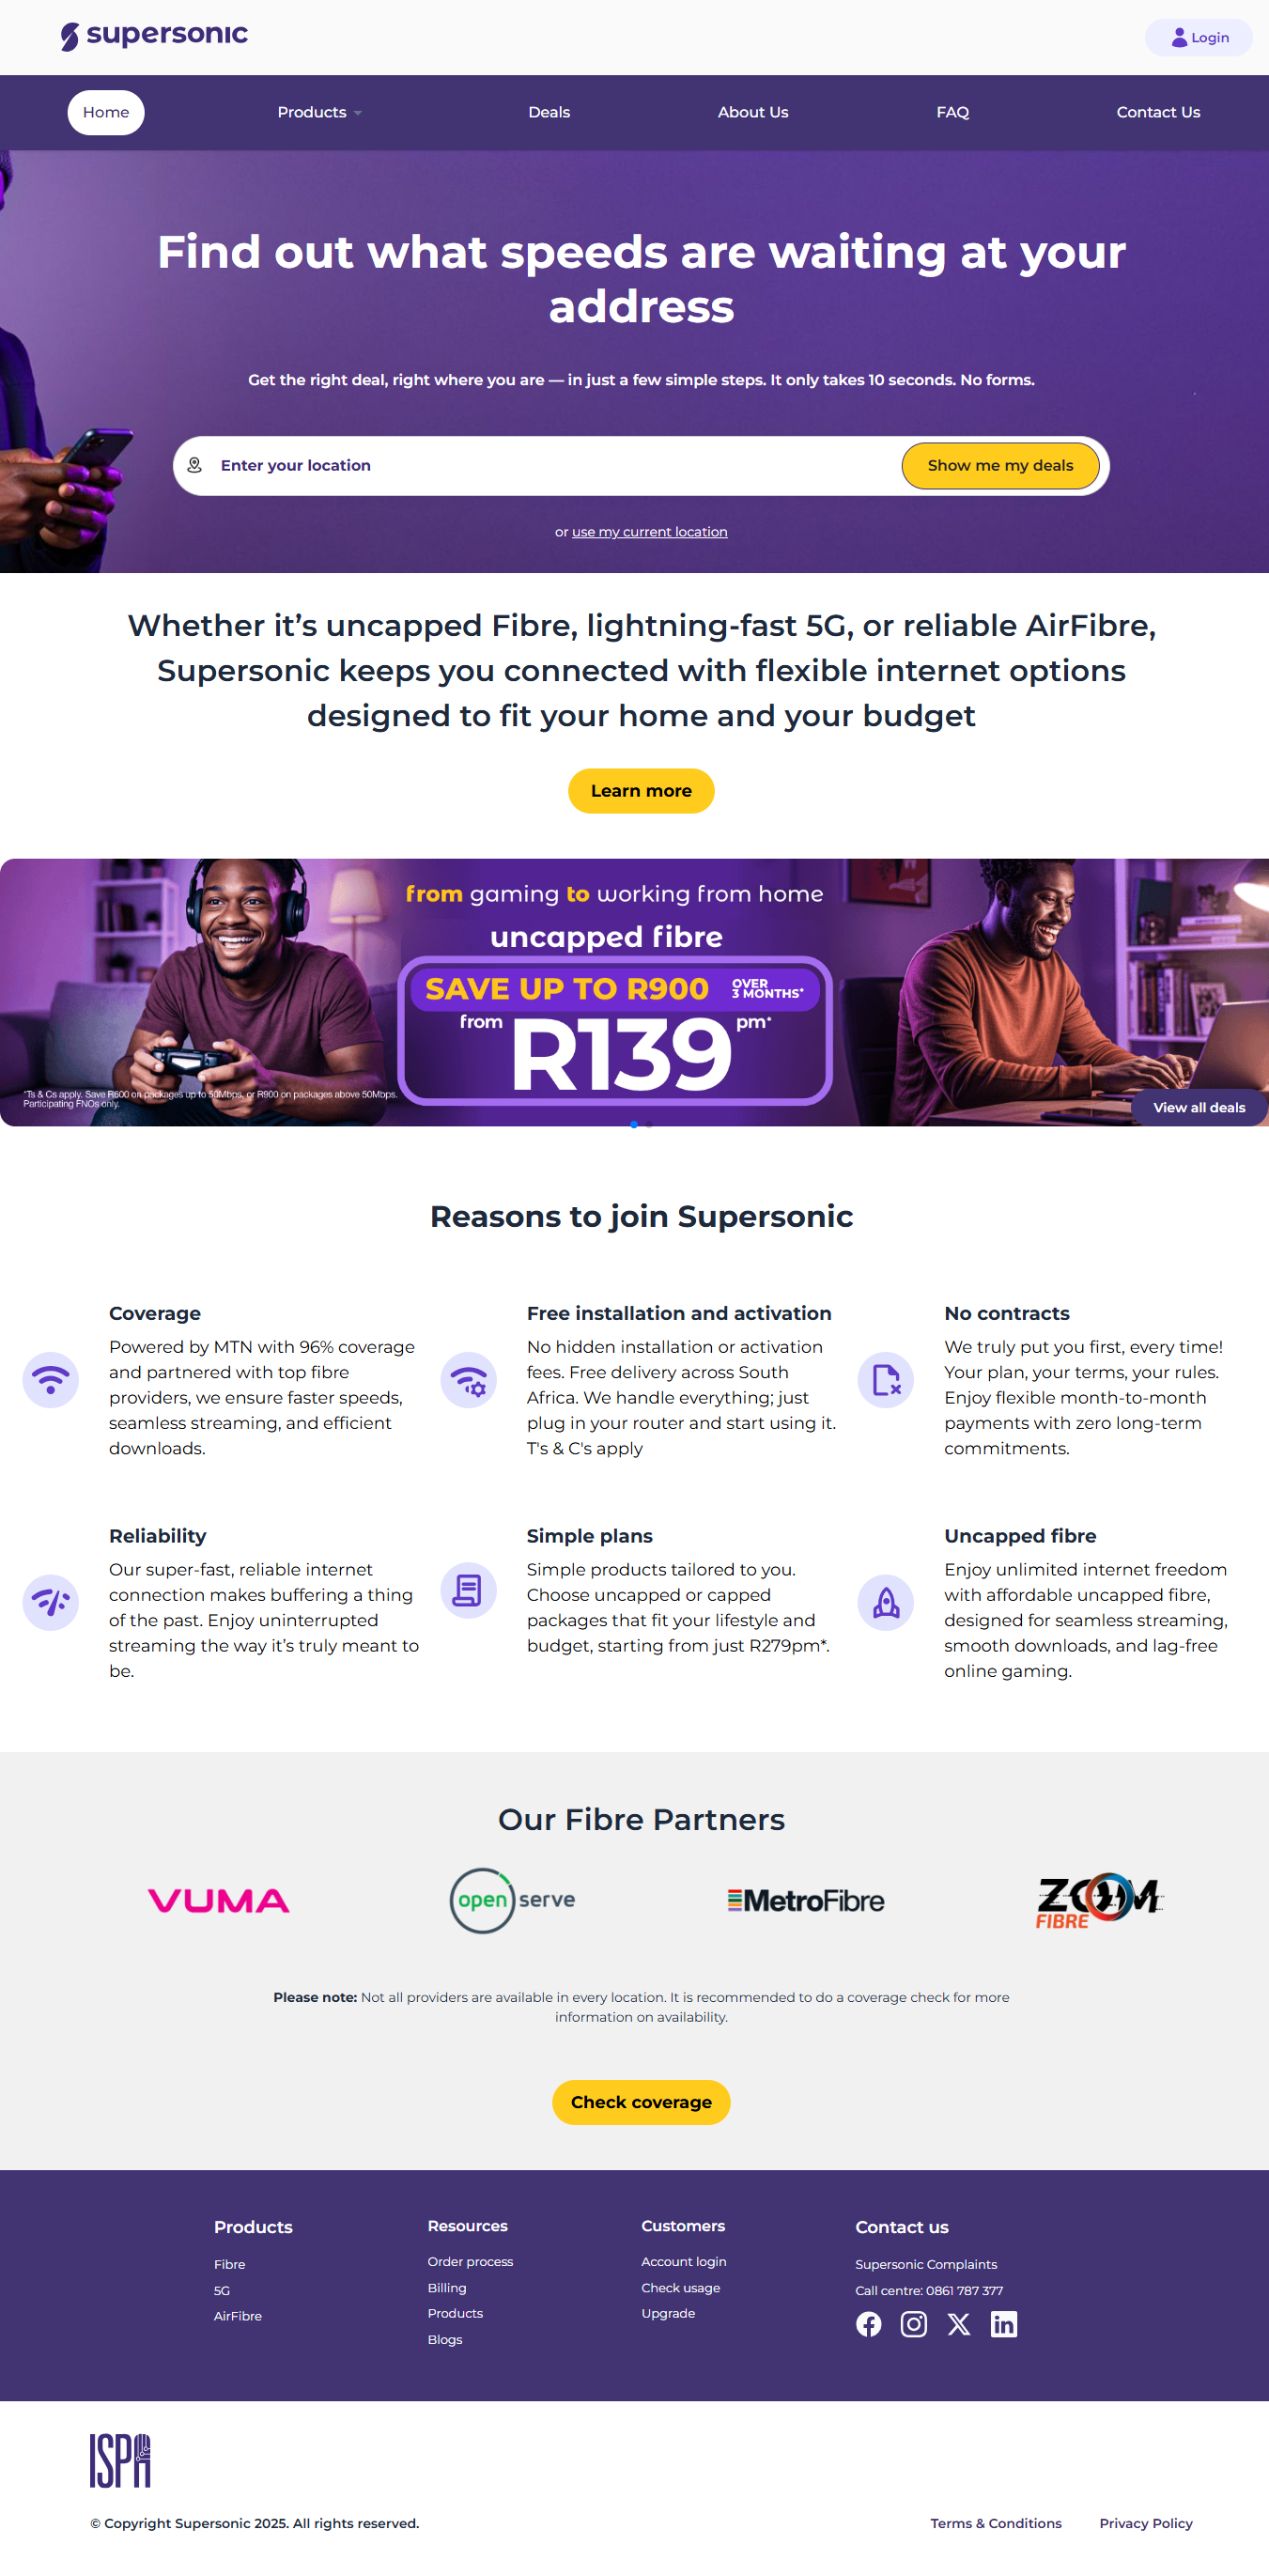 supersonic
Login
Home
Products
Deals
About Us
FAQ
Contact Us
Find out what speeds are waiting at your
address
Get the right deal, right where you are — in just a few simple steps. It only takes 10 seconds. No forms.
Enter your location
Show me my deals
or use my current location
Whether it’s uncapped Fibre, lightning-fast 5G, or reliable AirFibre,
Supersonic keeps you connected with flexible internet options
designed to fit your home and your budget
Learn more
from gaming to working from home
uncapped fibre
SAVE UP TO R900 OVER
3 MONTHS*
from R139 pm*
*Ts & Cs apply. Save R600 on packages up to 50Mbps, or R900 on packages above 50Mbps.
Participating FNOs only.
View all deals
Reasons to join Supersonic
Coverage
Powered by MTN with 96% coverage
and partnered with top fibre
providers, we ensure faster speeds,
seamless streaming, and efficient
downloads.
Free installation and activation
No hidden installation or activation
fees. Free delivery across South
Africa. We handle everything; just
plug in your router and start using it.
T's & C's apply
No contracts
We truly put you first, every time!
Your plan, your terms, your rules.
Enjoy flexible month-to-month
payments with zero long-term
commitments.
Reliability
Our super-fast, reliable internet
connection makes buffering a thing
of the past. Enjoy uninterrupted
streaming the way it’s truly meant to
be.
Simple plans
Simple products tailored to you.
Choose uncapped or capped
packages that fit your lifestyle and
budget, starting from just R279pm*.
Uncapped fibre
Enjoy unlimited internet freedom
with affordable uncapped fibre,
designed for seamless streaming,
smooth downloads, and lag-free
online gaming.
Our Fibre Partners
VUMA
openserve
MetroFibre
ZOOM
FIBRE
Please note: Not all providers are available in every location. It is recommended to do a coverage check for more
information on availability.
Check coverage
Products
Fibre
5G
AirFibre
Resources
Order process
Billing
Products
Blogs
Customers
Account login
Check usage
Upgrade
Contact us
Supersonic Complaints
Call centre: 0861 787 377
ISPA
© Copyright Supersonic 2025. All rights reserved.
Terms & Conditions
Privacy Policy